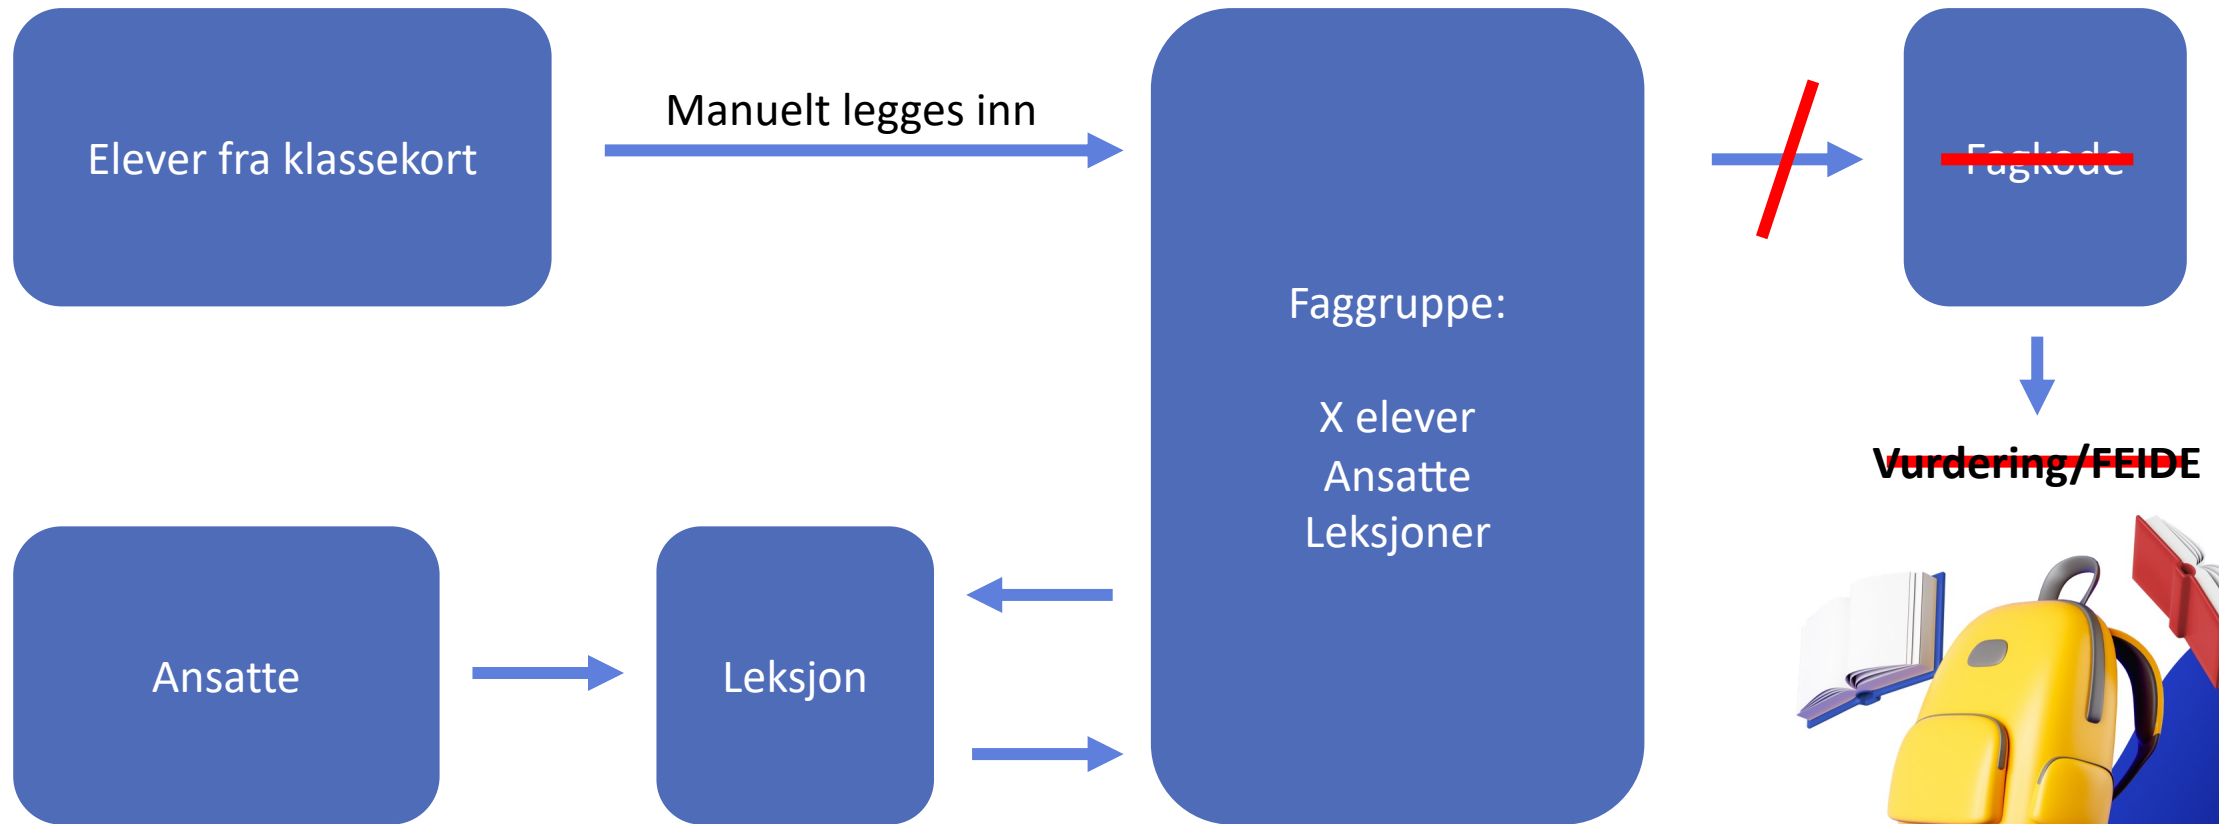 Elever fra klassekort
Manuelt legges inn
Faggruppe:
X elever
Ansatte
Leksjoner
Fagkode
Vurdering/FEIDE
Ansatte
Leksjon